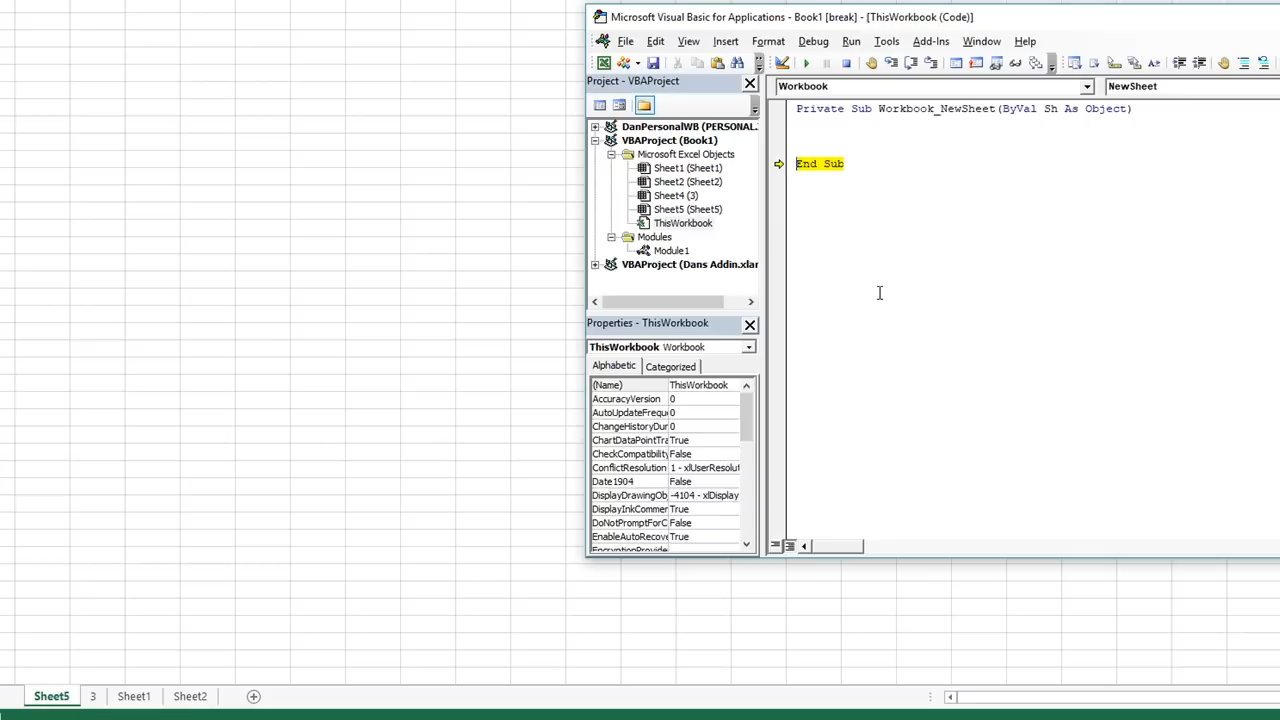 Microsoft Visual Basic for Applications - Book1 [break] - [ThisWorkbook (Code)]
File Edit View Insert Format Debug Run Tools Add-Ins Window Help
Project - VBAProject
Workbook
NewSheet
DanPersonalWB (PERSONAL.
VBAProject (Book1)
Microsoft Excel Objects
Sheet1 (Sheet1)
Sheet2 (Sheet2)
Sheet4 (3)
Sheet5 (Sheet5)
ThisWorkbook
Modules
Module1
VBAProject (Dans Addin.xlar
Private Sub Workbook_NewSheet(ByVal Sh As Object)
End Sub
Properties - ThisWorkbook
ThisWorkbook Workbook
Alphabetic Categorized
(Name) ThisWorkbook
AccuracyVersion 0
AutoUpdateFrequ 0
ChangeHistoryDur 0
ChartDataPointTra True
CheckCompatibility False
ConflictResolution 1 - xlUserResolut
Date1904 False
DisplayDrawingOb -4104 - xlDisplay
DisplayInkCommer True
DoNotPromptForC False
EnableAutoRecove True
EncryptionProvide
Sheet5 3 Sheet1 Sheet2